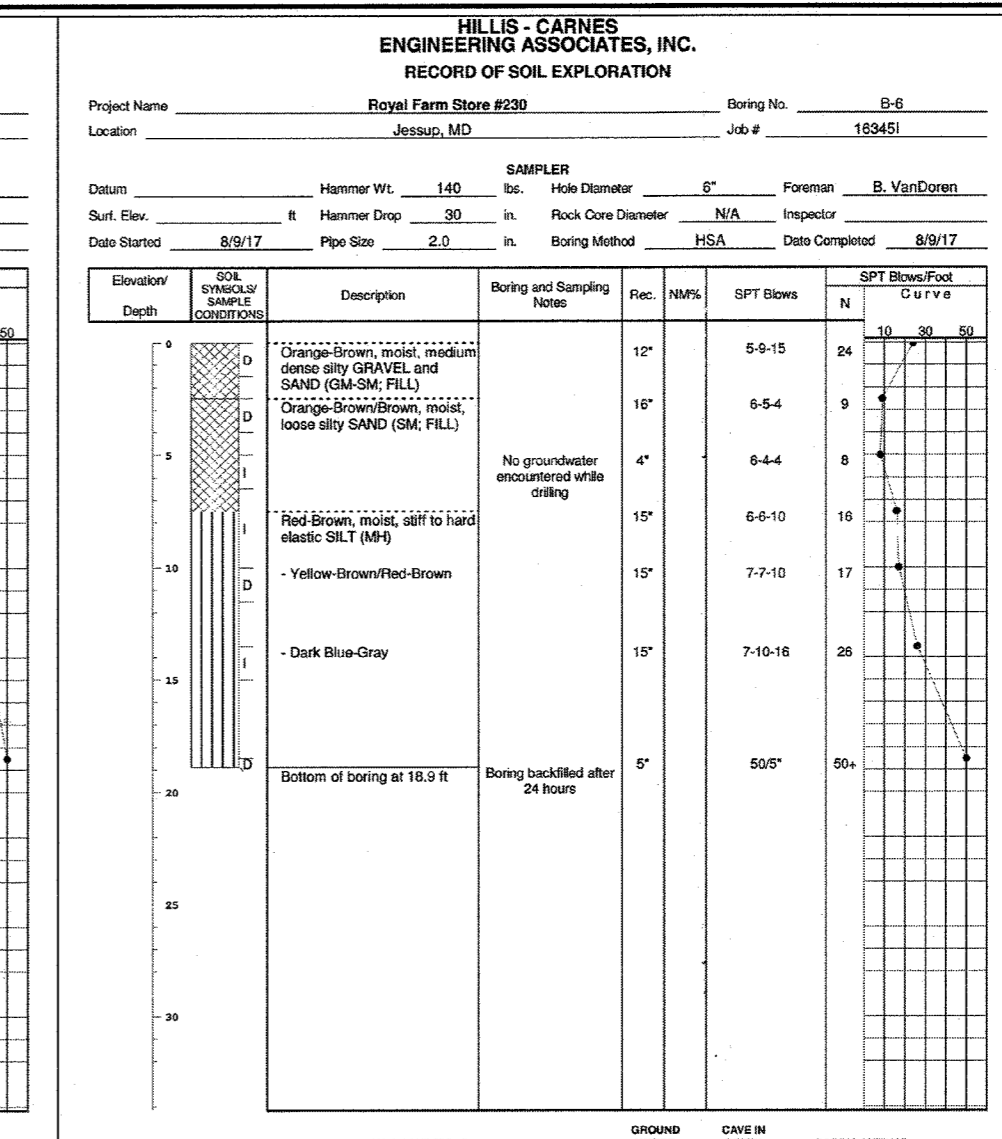 HILLIS - CARNES
ENGINEERING ASSOCIATES, INC.
RECORD OF SOIL EXPLORATION
Project Name Royal Farm Store #230 Boring No. B-6
Location Jessup, MD Job # 16345I
SAMPLER
Datum Hammer Wt. 140 lbs. Hole Diameter 6" Foreman B. VanDoren
Surf. Elev. ft Hammer Drop 30 in. Rock Core Diameter N/A Inspector
Date Started 8/9/17 Pipe Size 2.0 in. Boring Method HSA Date Completed 8/9/17
Elevation/
Depth
SOIL
SYMBOLS/
SAMPLE
CONDITIONS
Description
Boring and Sampling
Notes
Rec.
NM%
SPT Blows
SPT Blows/Foot
N
Curve
10 30 50
50
0
D
Orange-Brown, moist, medium
dense silty GRAVEL and
SAND (GM-SM; FILL)
12" 5-9-15 24
D
Orange-Brown/Brown, moist,
loose silty SAND (SM; FILL)
16" 6-5-4 9
5
I
No groundwater
encountered while
drilling
4" 6-4-4 8
I
Red-Brown, moist, stiff to hard
elastic SILT (MH)
15" 6-6-10 16
10
D
- Yellow-Brown/Red-Brown
15" 7-7-10 17
I
- Dark Blue-Gray
15" 7-10-16 26
15
D
Bottom of boring at 18.9 ft
Boring backfilled after
24 hours
5" 50/5" 50+
20
25
30
GROUND CAVE IN